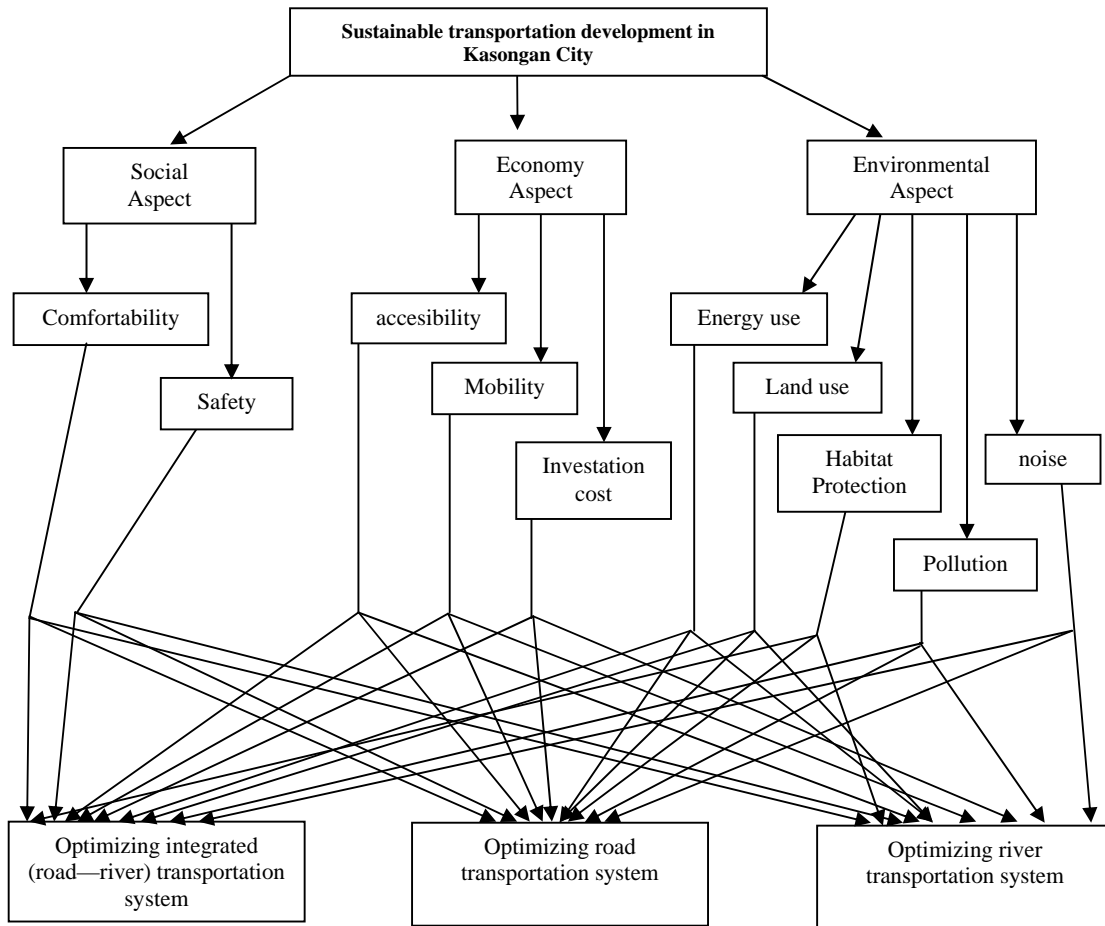 Sustainable transportation development in
Kasongan City
Social
Aspect
Economy
Aspect
Environmental
Aspect
Comfortability
accesibility
Energy use
Safety
Mobility
Land use
Investation
cost
Habitat
Protection
noise
Pollution
Optimizing integrated
(road—river) transportation
system
Optimizing road
transportation system
Optimizing river
transportation system